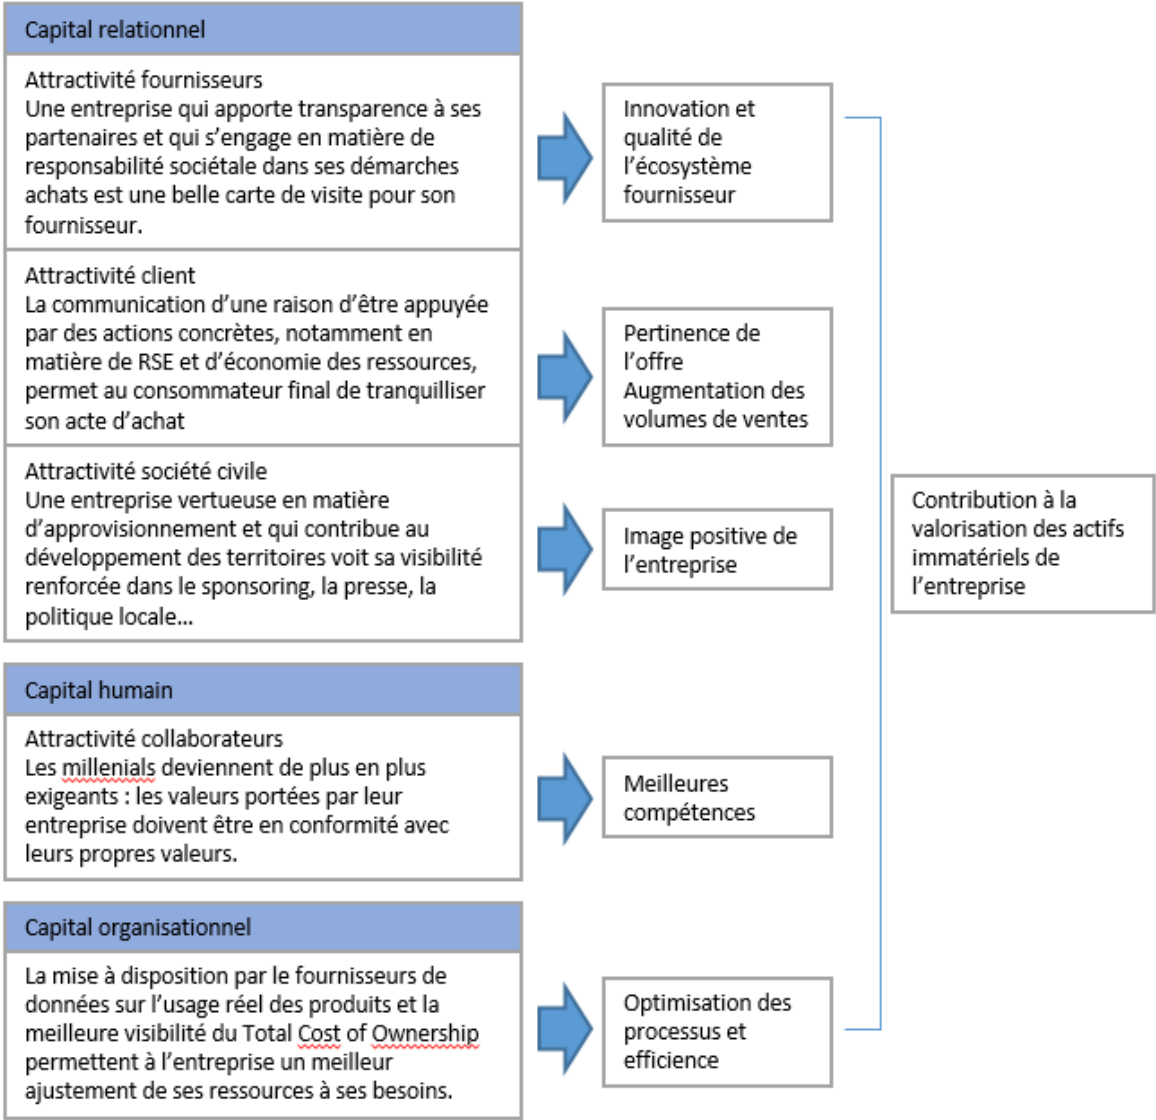 Capital relationnel
Attractivité fournisseurs
Une entreprise qui apporte transparence à ses
partenaires et qui s’engage en matière de
responsabilité sociétale dans ses démarches
achats est une belle carte de visite pour son
fournisseur.
Innovation et
qualité de
l’écosystème
fournisseur
Attractivité client
La communication d’une raison d’être appuyée
par des actions concrètes, notamment en
matière de RSE et d’économie des ressources,
permet au consommateur final de tranquilliser
son acte d’achat
Pertinence de
l’offre
Augmentation des
volumes de ventes
Attractivité société civile
Une entreprise vertueuse en matière
d’approvisionnement et qui contribue au
développement des territoires voit sa visibilité
renforcée dans le sponsoring, la presse, la
politique locale...
Image positive de
l’entreprise
Capital humain
Attractivité collaborateurs
Les millenials deviennent de plus en plus
exigeants : les valeurs portées par leur
entreprise doivent être en conformité avec
leurs propres valeurs.
Meilleures
compétences
Capital organisationnel
La mise à disposition par le fournisseurs de
données sur l’usage réel des produits et la
meilleure visibilité du Total Cost of Ownership
permettent à l’entreprise un meilleur
ajustement de ses ressources à ses besoins.
Optimisation des
processus et
efficience
Contribution à la
valorisation des actifs
immatériels de
l’entreprise